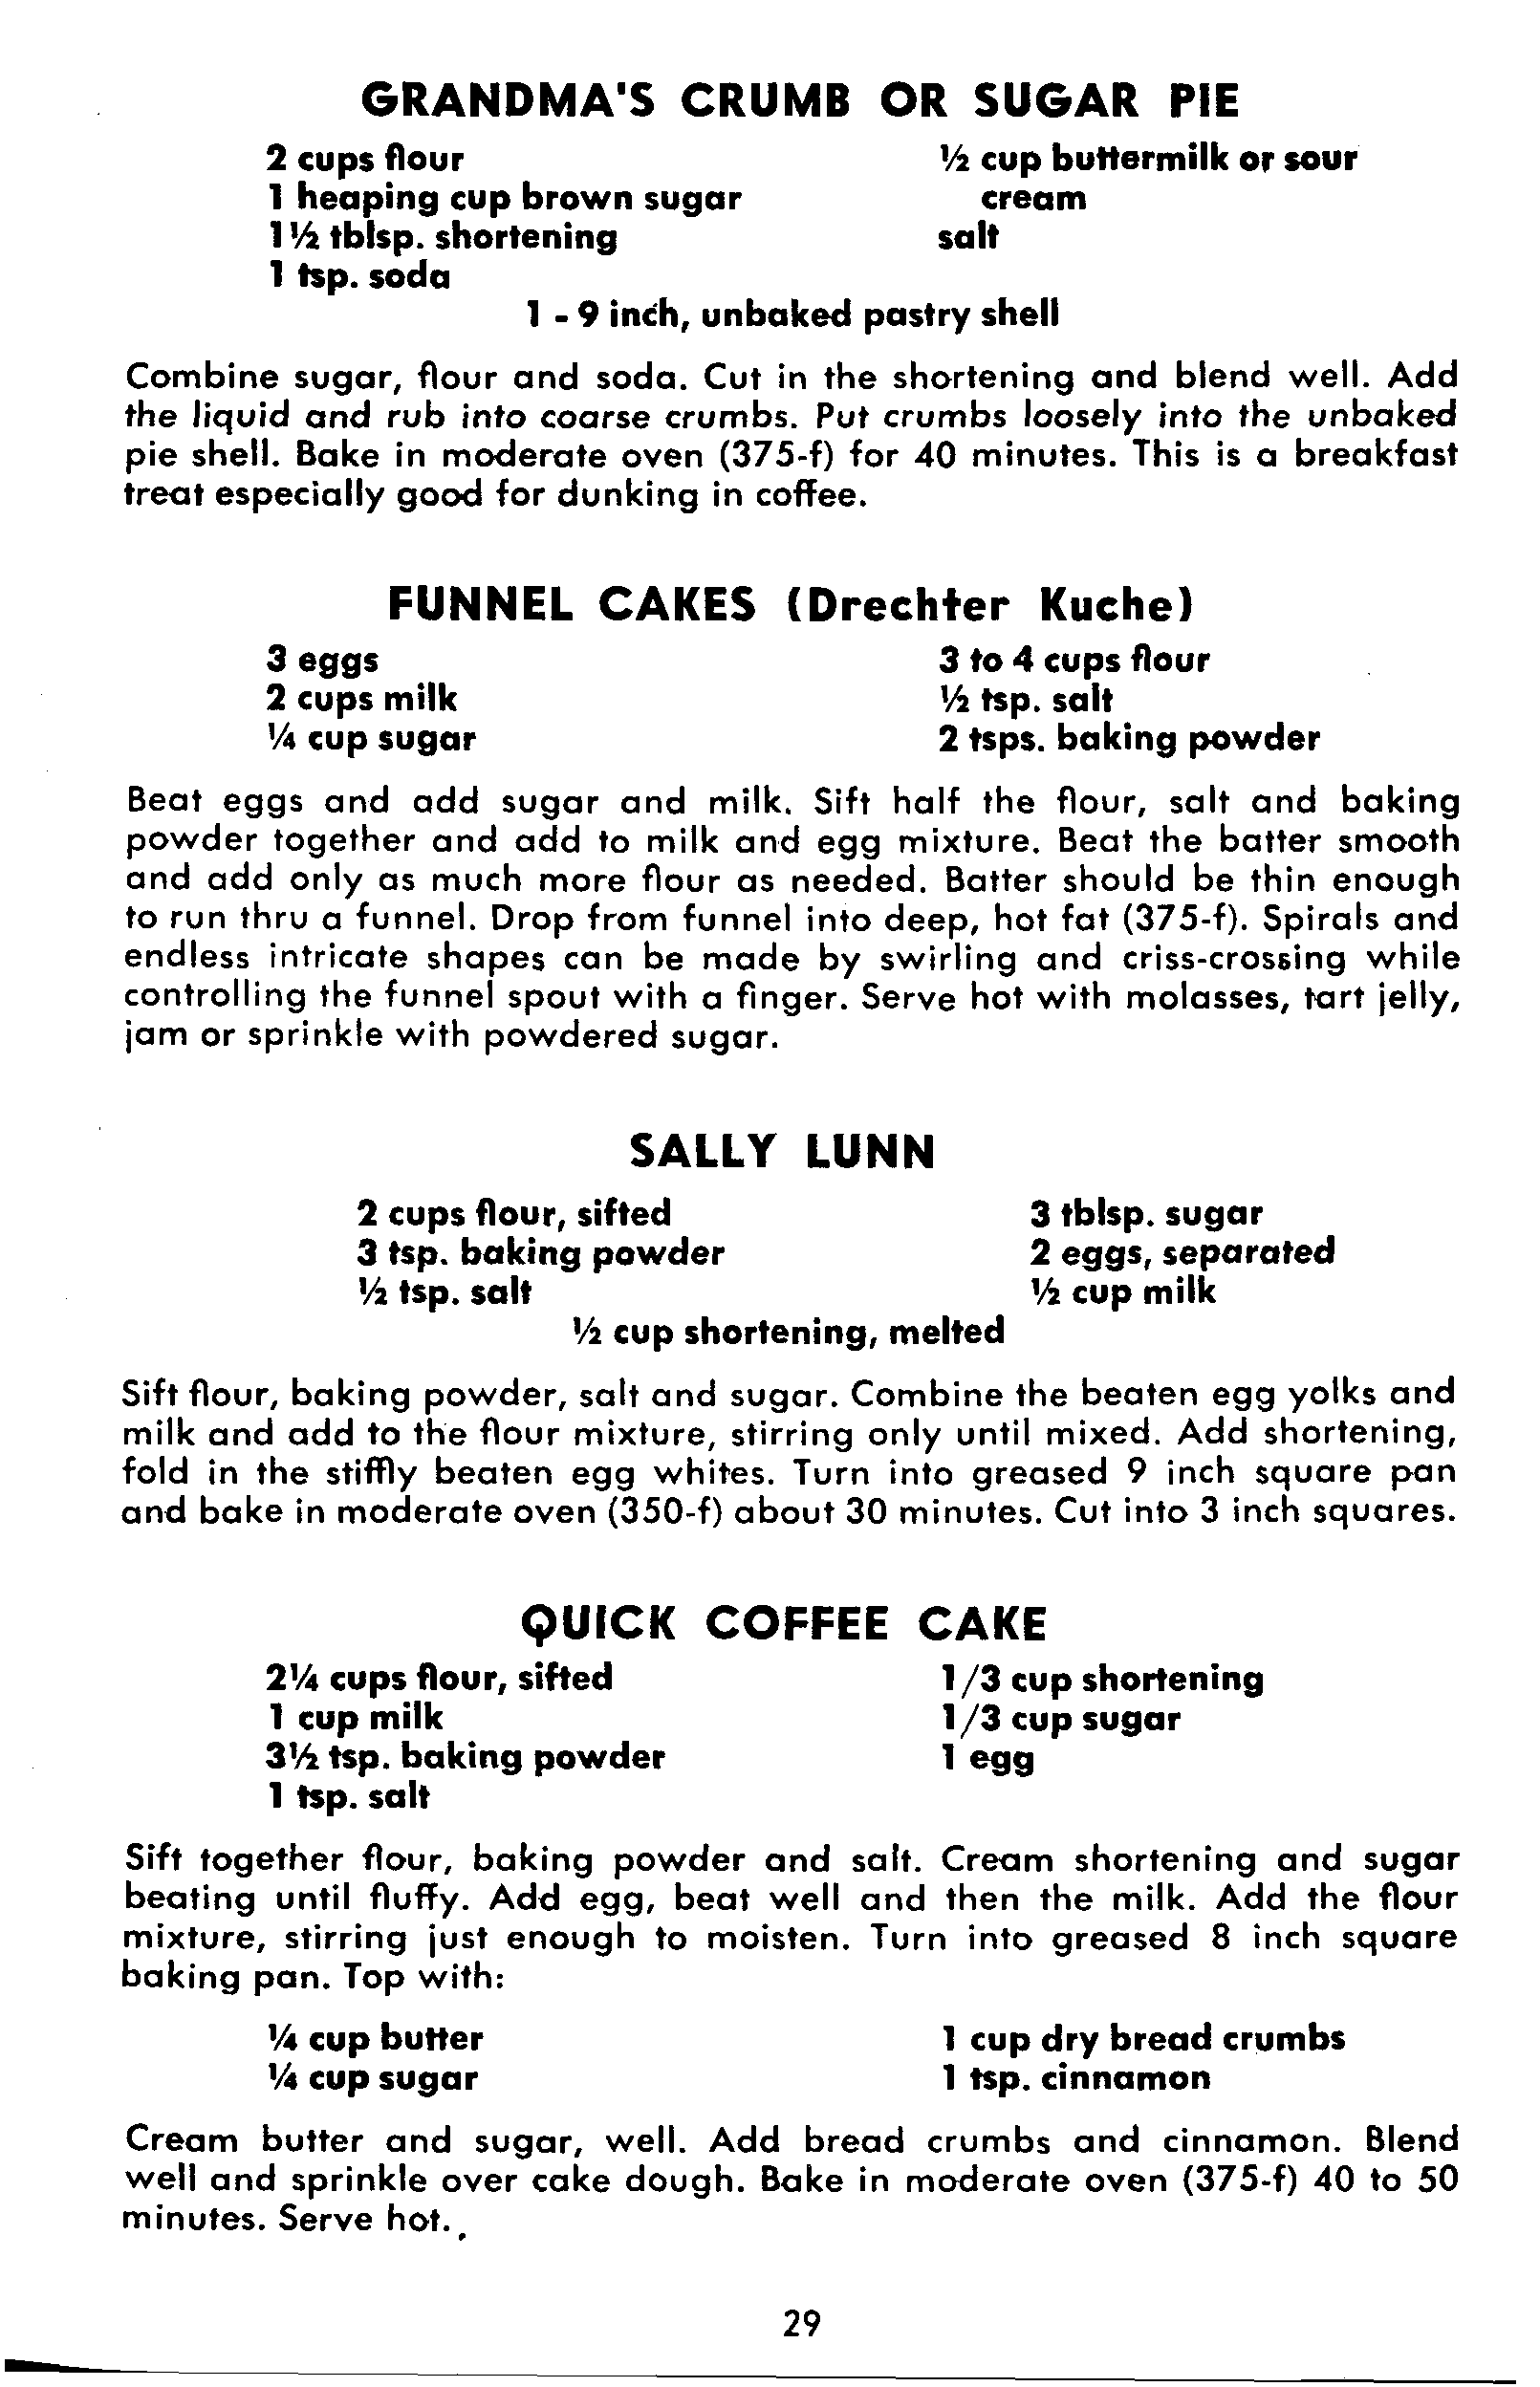 GRANDMA'S CRUMB OR SUGAR PIE
2 cups flour
1 heaping cup brown sugar
1½ tblsp. shortening
1 tsp. soda
½ cup buttermilk or sour
cream
salt
1 - 9 inch, unbaked pastry shell
Combine sugar, flour and soda. Cut in the shortening and blend well. Add
the liquid and rub into coarse crumbs. Put crumbs loosely into the unbaked
pie shell. Bake in moderate oven (375-f) for 40 minutes. This is a breakfast
treat especially good for dunking in coffee.
FUNNEL CAKES (Drechter Kuche)
3 eggs
2 cups milk
¼ cup sugar
3 to 4 cups flour
½ tsp. salt
2 tsps. baking powder
Beat eggs and add sugar and milk. Sift half the flour, salt and baking
powder together and add to milk and egg mixture. Beat the batter smooth
and add only as much more flour as needed. Batter should be thin enough
to run thru a funnel. Drop from funnel into deep, hot fat (375-f). Spirals and
endless intricate shapes can be made by swirling and criss-crossing while
controlling the funnel spout with a finger. Serve hot with molasses, tart jelly,
jam or sprinkle with powdered sugar.
SALLY LUNN
2 cups flour, sifted
3 tsp. baking powder
½ tsp. salt
3 tblsp. sugar
2 eggs, separated
½ cup milk
½ cup shortening, melted
Sift flour, baking powder, salt and sugar. Combine the beaten egg yolks and
milk and add to the flour mixture, stirring only until mixed. Add shortening,
fold in the stiffly beaten egg whites. Turn into greased 9 inch square pan
and bake in moderate oven (350-f) about 30 minutes. Cut into 3 inch squares.
QUICK COFFEE CAKE
2¼ cups flour, sifted
1 cup milk
3½ tsp. baking powder
1 tsp. salt
1/3 cup shortening
1/3 cup sugar
1 egg
Sift together flour, baking powder and salt. Cream shortening and sugar
beating until fluffy. Add egg, beat well and then the milk. Add the flour
mixture, stirring just enough to moisten. Turn into greased 8 inch square
baking pan. Top with:
¼ cup butter
¼ cup sugar
1 cup dry bread crumbs
1 tsp. cinnamon
Cream butter and sugar, well. Add bread crumbs and cinnamon. Blend
well and sprinkle over cake dough. Bake in moderate oven (375-f) 40 to 50
minutes. Serve hot.
29